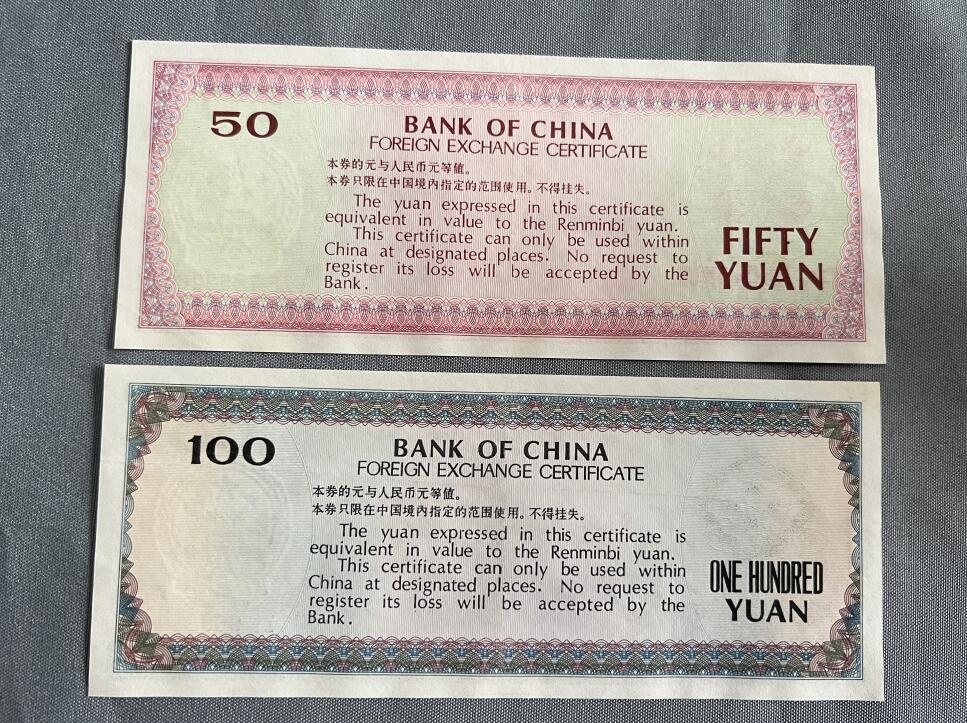 50
BANK OF CHINA
FOREIGN EXCHANGE CERTIFICATE
本券的元与人民币元等值。
本券只限在中国境内指定的范围使用。不得挂失。
The yuan expressed in this certificate is
equivalent in value to the Renminbi yuan.
This certificate can only be used within
China at designated places. No request to
register its loss will be accepted by the
Bank.
FIFTY
YUAN
100
BANK OF CHINA
FOREIGN EXCHANGE CERTIFICATE
本券的元与人民币元等值。
本券只限在中国境内指定的范围使用。不得挂失。
The yuan expressed in this certificate is
equivalent in value to the Renminbi yuan.
This certificate can only be used within
China at designated places. No request to
register its loss will be accepted by the
Bank.
ONE HUNDRED
YUAN